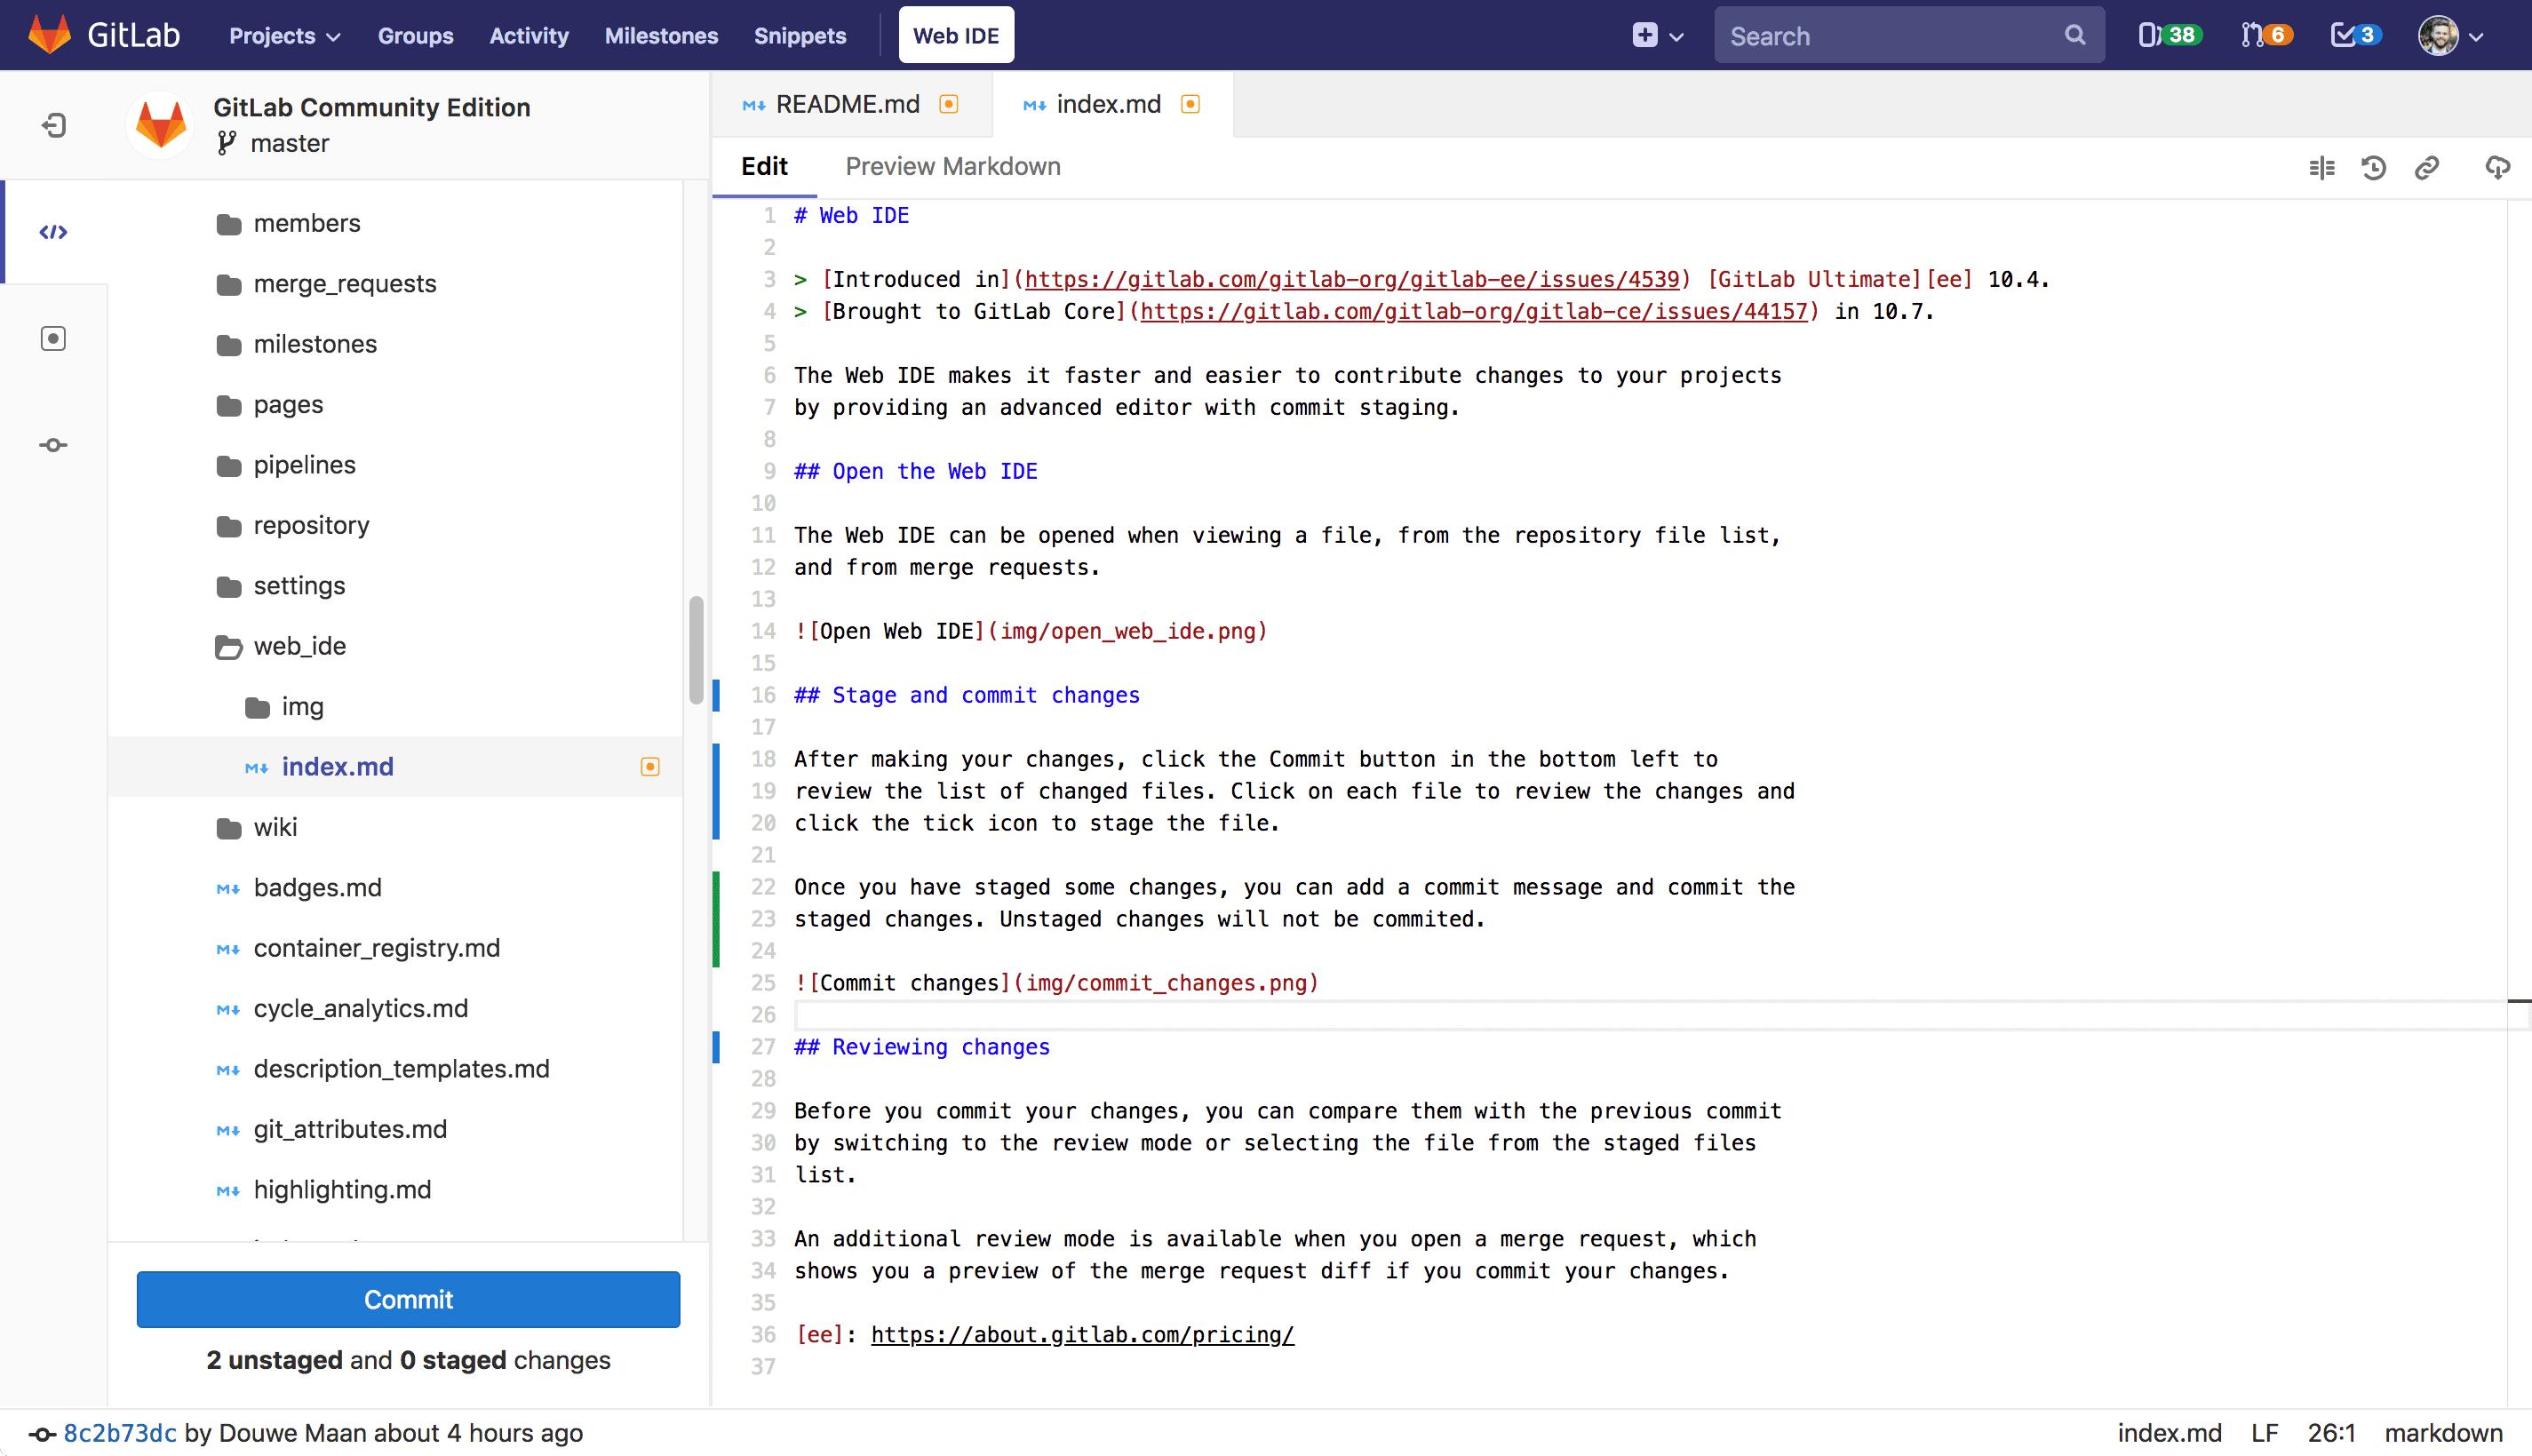 GitLab Projects Groups Activity Milestones Snippets Web IDE Search 38 6 3
GitLab Community Edition
master
README.md index.md
Edit Preview Markdown
members
merge_requests
milestones
pages
pipelines
repository
settings
web_ide
img
index.md
wiki
badges.md
container_registry.md
cycle_analytics.md
description_templates.md
git_attributes.md
highlighting.md
Commit
2 unstaged and 0 staged changes
1 # Web IDE
2
3 > [Introduced in](https://gitlab.com/gitlab-org/gitlab-ee/issues/4539) [GitLab Ultimate][ee] 10.4.
4 > [Brought to GitLab Core](https://gitlab.com/gitlab-org/gitlab-ce/issues/44157) in 10.7.
5
6 The Web IDE makes it faster and easier to contribute changes to your projects
7 by providing an advanced editor with commit staging.
8
9 ## Open the Web IDE
10
11 The Web IDE can be opened when viewing a file, from the repository file list,
12 and from merge requests.
13
14 ![Open Web IDE](img/open_web_ide.png)
15
16 ## Stage and commit changes
17
18 After making your changes, click the Commit button in the bottom left to
19 review the list of changed files. Click on each file to review the changes and
20 click the tick icon to stage the file.
21
22 Once you have staged some changes, you can add a commit message and commit the
23 staged changes. Unstaged changes will not be commited.
24
25 ![Commit changes](img/commit_changes.png)
26
27 ## Reviewing changes
28
29 Before you commit your changes, you can compare them with the previous commit
30 by switching to the review mode or selecting the file from the staged files
31 list.
32
33 An additional review mode is available when you open a merge request, which
34 shows you a preview of the merge request diff if you commit your changes.
35
36 [ee]: https://about.gitlab.com/pricing/
37
8c2b73dc by Douwe Maan about 4 hours ago index.md LF 26:1 markdown